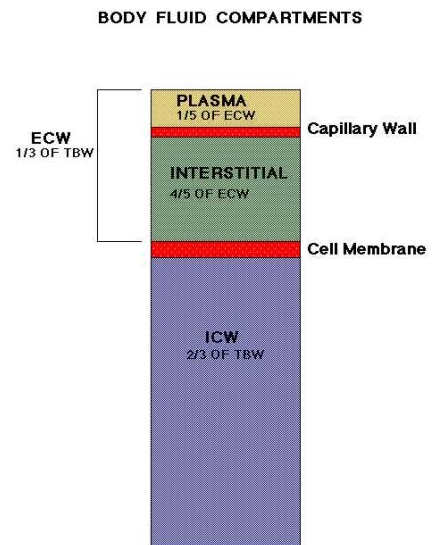 BODY FLUID COMPARTMENTS
PLASMA
1/5 OF ECW
Capillary Wall
ECW
1/3 OF TBW
INTERSTITIAL
4/5 OF ECW
Cell Membrane
ICW
2/3 OF TBW